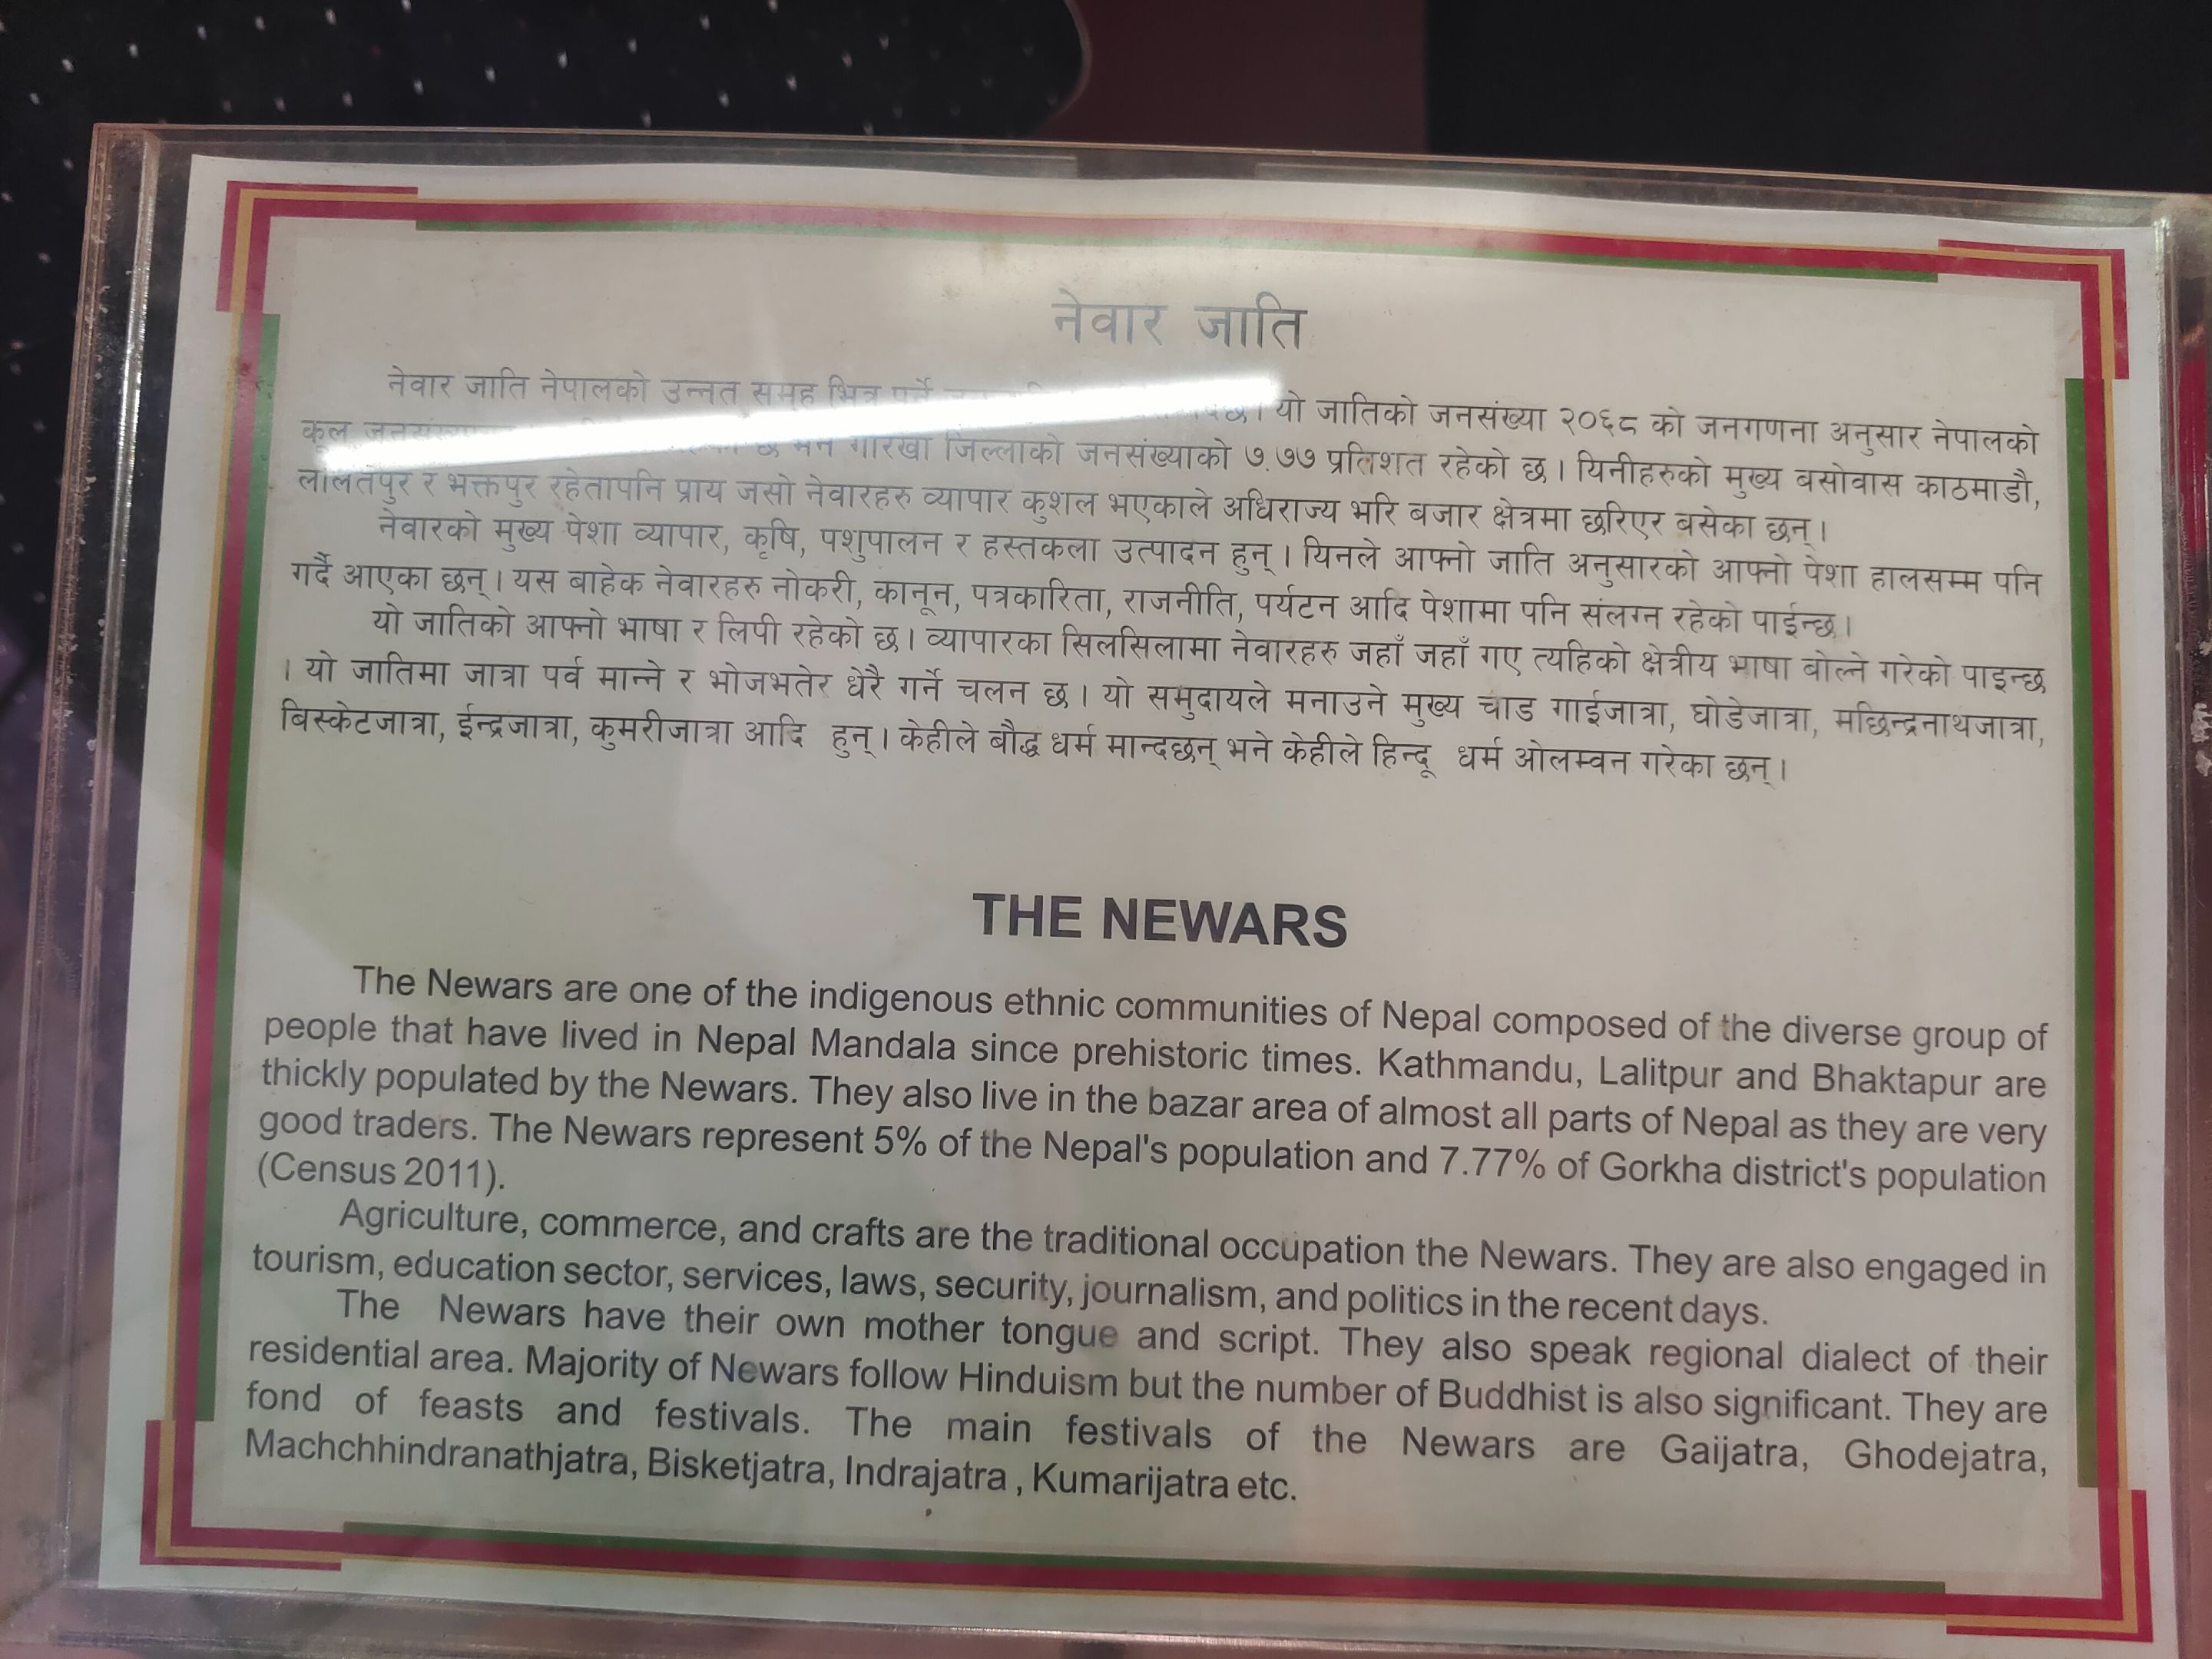 नेवार जाति
नेवार जाति नेपालको उन्नत समूह भित्र पर्ने यो जातिको जनसंख्या २०६८ को जनगणना अनुसार नेपालको
कूल छ भने गोरखा जिल्लाको जनसंख्याको ७.७७ प्रतिशत रहेको छ। यिनीहरुको मुख्य बसोवास काठमाडौ,
ललितपुर र भक्तपुर रहेतापनि प्राय जसो नेवारहरु व्यापार कुशल भएकाले अधिराज्य भरि बजार क्षेत्रमा छरिएर बसेका छन्।
नेवारको मुख्य पेशा व्यापार, कृषि, पशुपालन र हस्तकला उत्पादन हुन्। यिनले आफ्नो जाति अनुसारको आफ्नो पेशा हालसम्म पनि
गर्दै आएका छन्। यस बाहेक नेवारहरु नोकरी, कानून, पत्रकारिता, राजनीति, पर्यटन आदि पेशामा पनि संलग्न रहेको पाईन्छ।
यो जातिको आफ्नो भाषा र लिपी रहेको छ। व्यापारका सिलसिलामा नेवारहरु जहाँ जहाँ गए त्यहिको क्षेत्रीय भाषा बोल्ने गरेको पाइन्छ
। यो जातिमा जात्रा पर्व मान्ने र भोजभतेर धेरै गर्ने चलन छ। यो समुदायले मनाउने मुख्य चाड गाईजात्रा, घोडेजात्रा, मछिन्द्रनाथजात्रा,
बिस्केटजात्रा, ईन्द्रजात्रा, कुमरीजात्रा आदि हुन्। केहीले बौद्ध धर्म मान्दछन् भने केहीले हिन्दू धर्म ओलम्वन गरेका छन्।
THE NEWARS
The Newars are one of the indigenous ethnic communities of Nepal composed of the diverse group of
people that have lived in Nepal Mandala since prehistoric times. Kathmandu, Lalitpur and Bhaktapur are
thickly populated by the Newars. They also live in the bazar area of almost all parts of Nepal as they are very
good traders. The Newars represent 5% of the Nepal's population and 7.77% of Gorkha district's population
(Census 2011).
Agriculture, commerce, and crafts are the traditional occupation the Newars. They are also engaged in
tourism, education sector, services, laws, security, journalism, and politics in the recent days.
The Newars have their own mother tongue and script. They also speak regional dialect of their
residential area. Majority of Newars follow Hinduism but the number of Buddhist is also significant. They are
fond of feasts and festivals. The main festivals of the Newars are Gaijatra, Ghodejatra,
Machchhindranathjatra, Bisketjatra, Indrajatra , Kumarijatra etc.